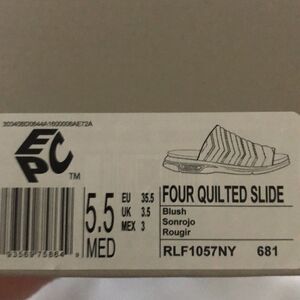 EPC
TM
5.5
MED
EU 35.5
UK 3.5
MEX 3
FOUR QUILTED SLIDE
Blush
Sonrojo
Rougir
RLF1057NY 681